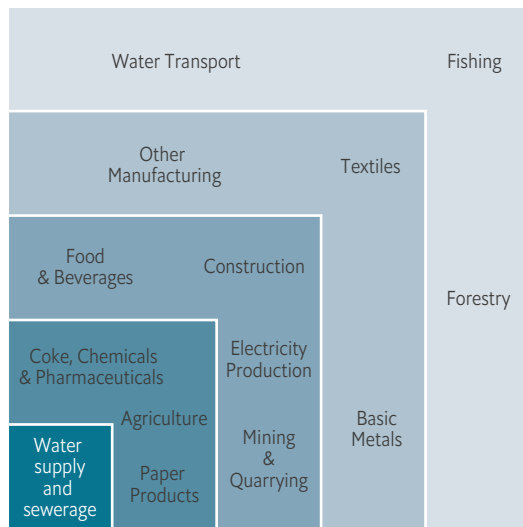 Water Transport
Fishing
Other
Manufacturing
Textiles
Food
& Beverages
Construction
Forestry
Coke, Chemicals
& Pharmaceuticals
Electricity
Production
Agriculture
Basic
Metals
Mining
&
Quarrying
Water
supply
and
sewerage
Paper
Products